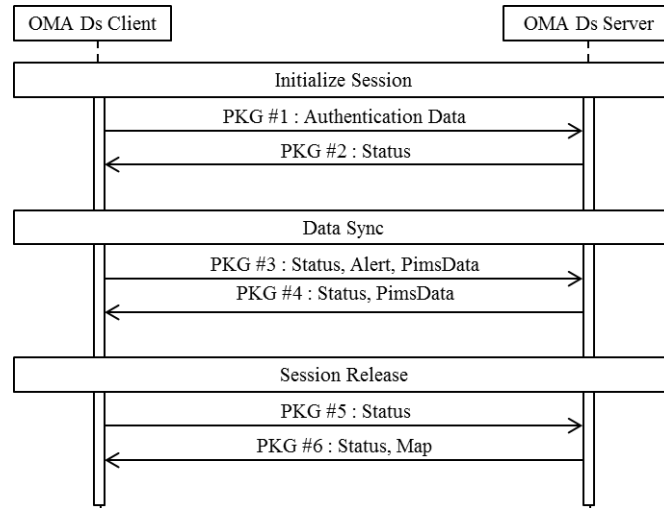 OMA Ds Client
OMA Ds Server
Initialize Session
PKG #1 : Authentication Data
PKG #2 : Status
Data Sync
PKG #3 : Status, Alert, PimsData
PKG #4 : Status, PimsData
Session Release
PKG #5 : Status
PKG #6 : Status, Map